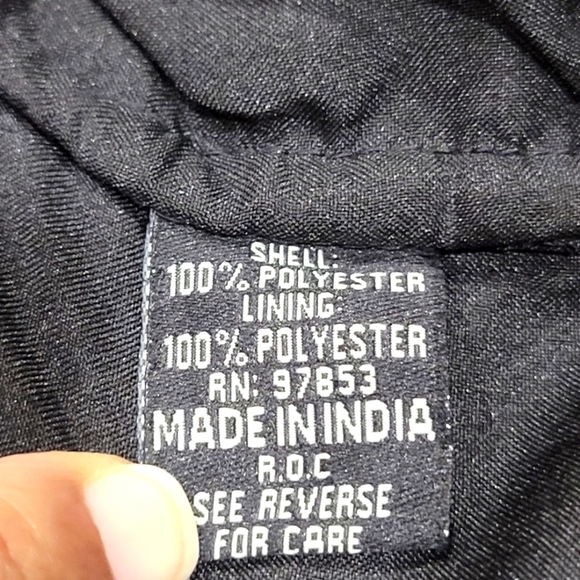 SHELL:
100% POLYESTER
LINING:
100% POLYESTER
RN: 97853
MADE IN INDIA
R.O.C
SEE REVERSE
FOR CARE